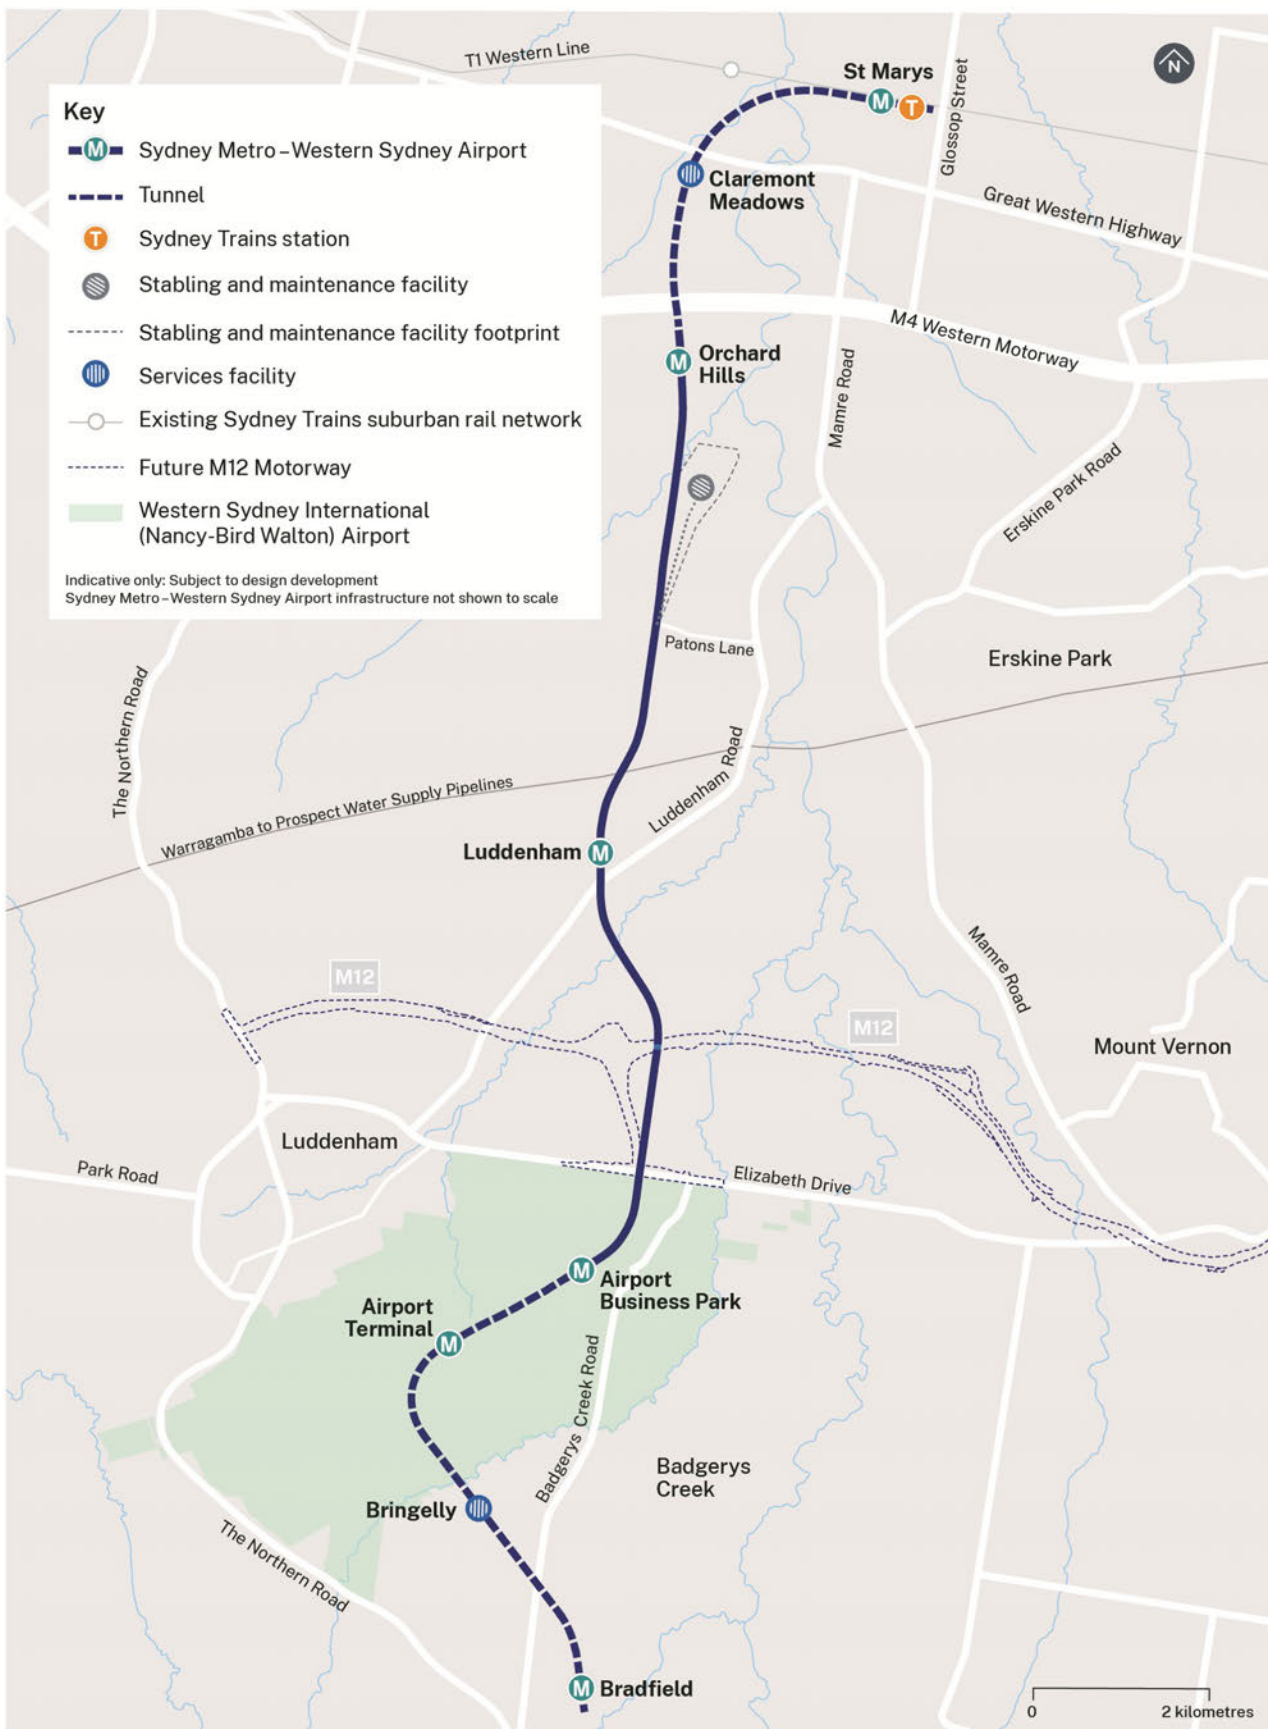 T1 Western Line
St Marys
N
M
T
Glossop Street
Key
M
Sydney Metro – Western Sydney Airport
Tunnel
T
Sydney Trains station
Stabling and maintenance facility
Stabling and maintenance facility footprint
Services facility
Existing Sydney Trains suburban rail network
Future M12 Motorway
Western Sydney International
(Nancy-Bird Walton) Airport
Indicative only: Subject to design development
Sydney Metro – Western Sydney Airport infrastructure not shown to scale
Claremont
Meadows
Great Western Highway
M4 Western Motorway
M
Orchard
Hills
Mamre Road
Erskine Park Road
Patons Lane
Erskine Park
The Northern Road
Warragamba to Prospect Water Supply Pipelines
Luddenham Road
Luddenham
M
Mamre Road
M12
M12
Mount Vernon
Luddenham
Park Road
Elizabeth Drive
M
Airport
Business Park
Airport
Terminal
M
Badgerys Creek Road
Badgerys
Creek
Bringelly
The Northern Road
M
Bradfield
0
2 kilometres